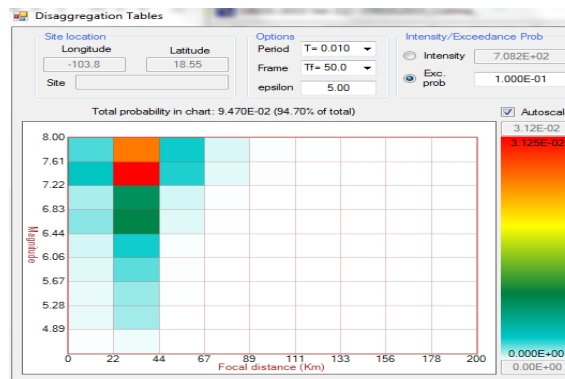 Disaggregation Tables
Site location
Longitude Latitude
-103.8 18.55
Site
Options
Period T= 0.010
Frame Tf= 50.0
epsilon 5.00
Intensity/Exceedance Prob
Intensity 7.082E+02
Exc. prob 1.000E-01
Total probability in chart: 9.470E-02 (94.70% of total)
Autoscal
3.12E-02
3.125E-02
8.00
7.61
7.22
6.83
6.44
6.06
5.67
5.28
4.89
Magnitude
0 22 44 67 89 111 133 156 178 200
Focal distance (Km)
0.000E+00
0.00E+00